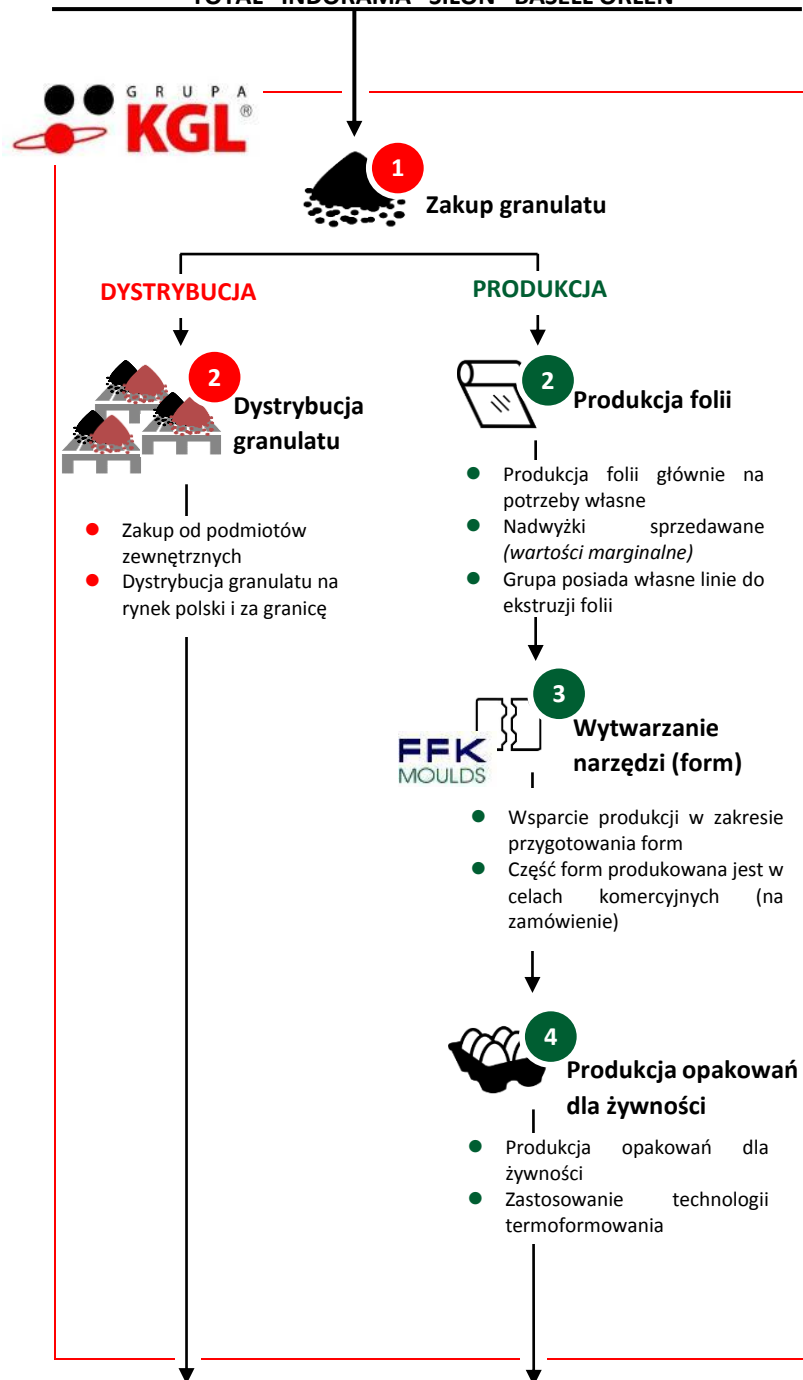 TOTAL INDORAMA SILON BASELL ORLEN
GRUPA
KGL®
1
Zakup granulatu
DYSTRYBUCJA
2
Dystrybucja
granulatu
● Zakup od podmiotów
zewnętrznych
● Dystrybucja granulatu na
rynek polski i za granicę
PRODUKCJA
2
Produkcja folii
● Produkcja folii głównie na
potrzeby własne
● Nadwyżki sprzedawane
(wartości marginalne)
● Grupa posiada własne linie do
ekstruzji folii
3
FFK
MOULDS
Wytwarzanie
narzędzi (form)
● Wsparcie produkcji w zakresie
przygotowania form
● Część form produkowana jest w
celach komercyjnych (na
zamówienie)
4
Produkcja opakowań
dla żywności
● Produkcja opakowań dla
żywności
● Zastosowanie technologii
termoformowania